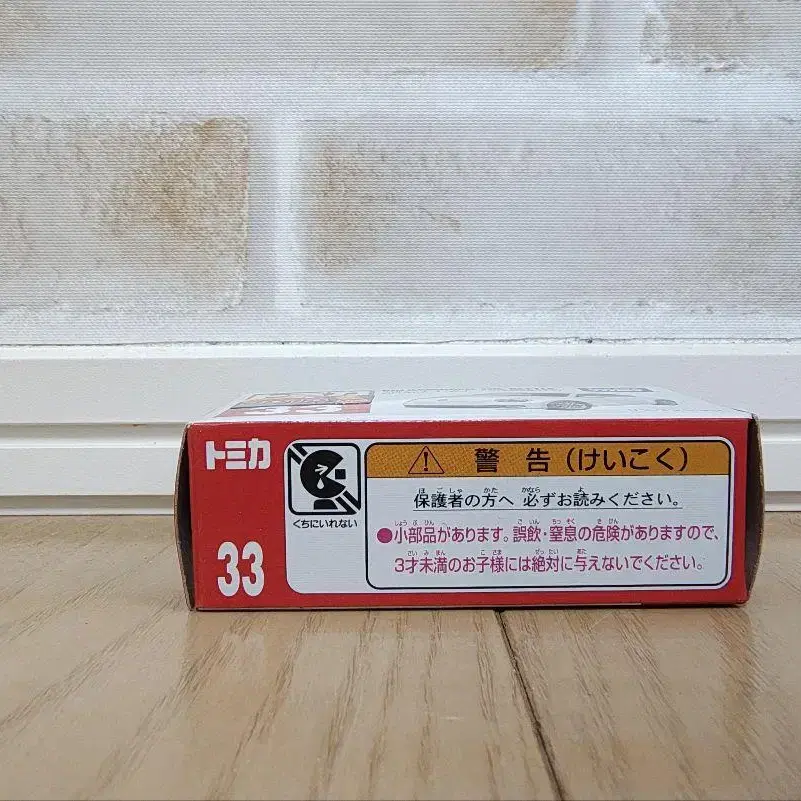 33
トミカ
くちにいれない
33
警告(けいこく)
保護者の方へ 必ずお読みください。
●小部品があります。誤飲・窒息の危険がありますので、
3才未満のお子様には絶対に与えないでください。